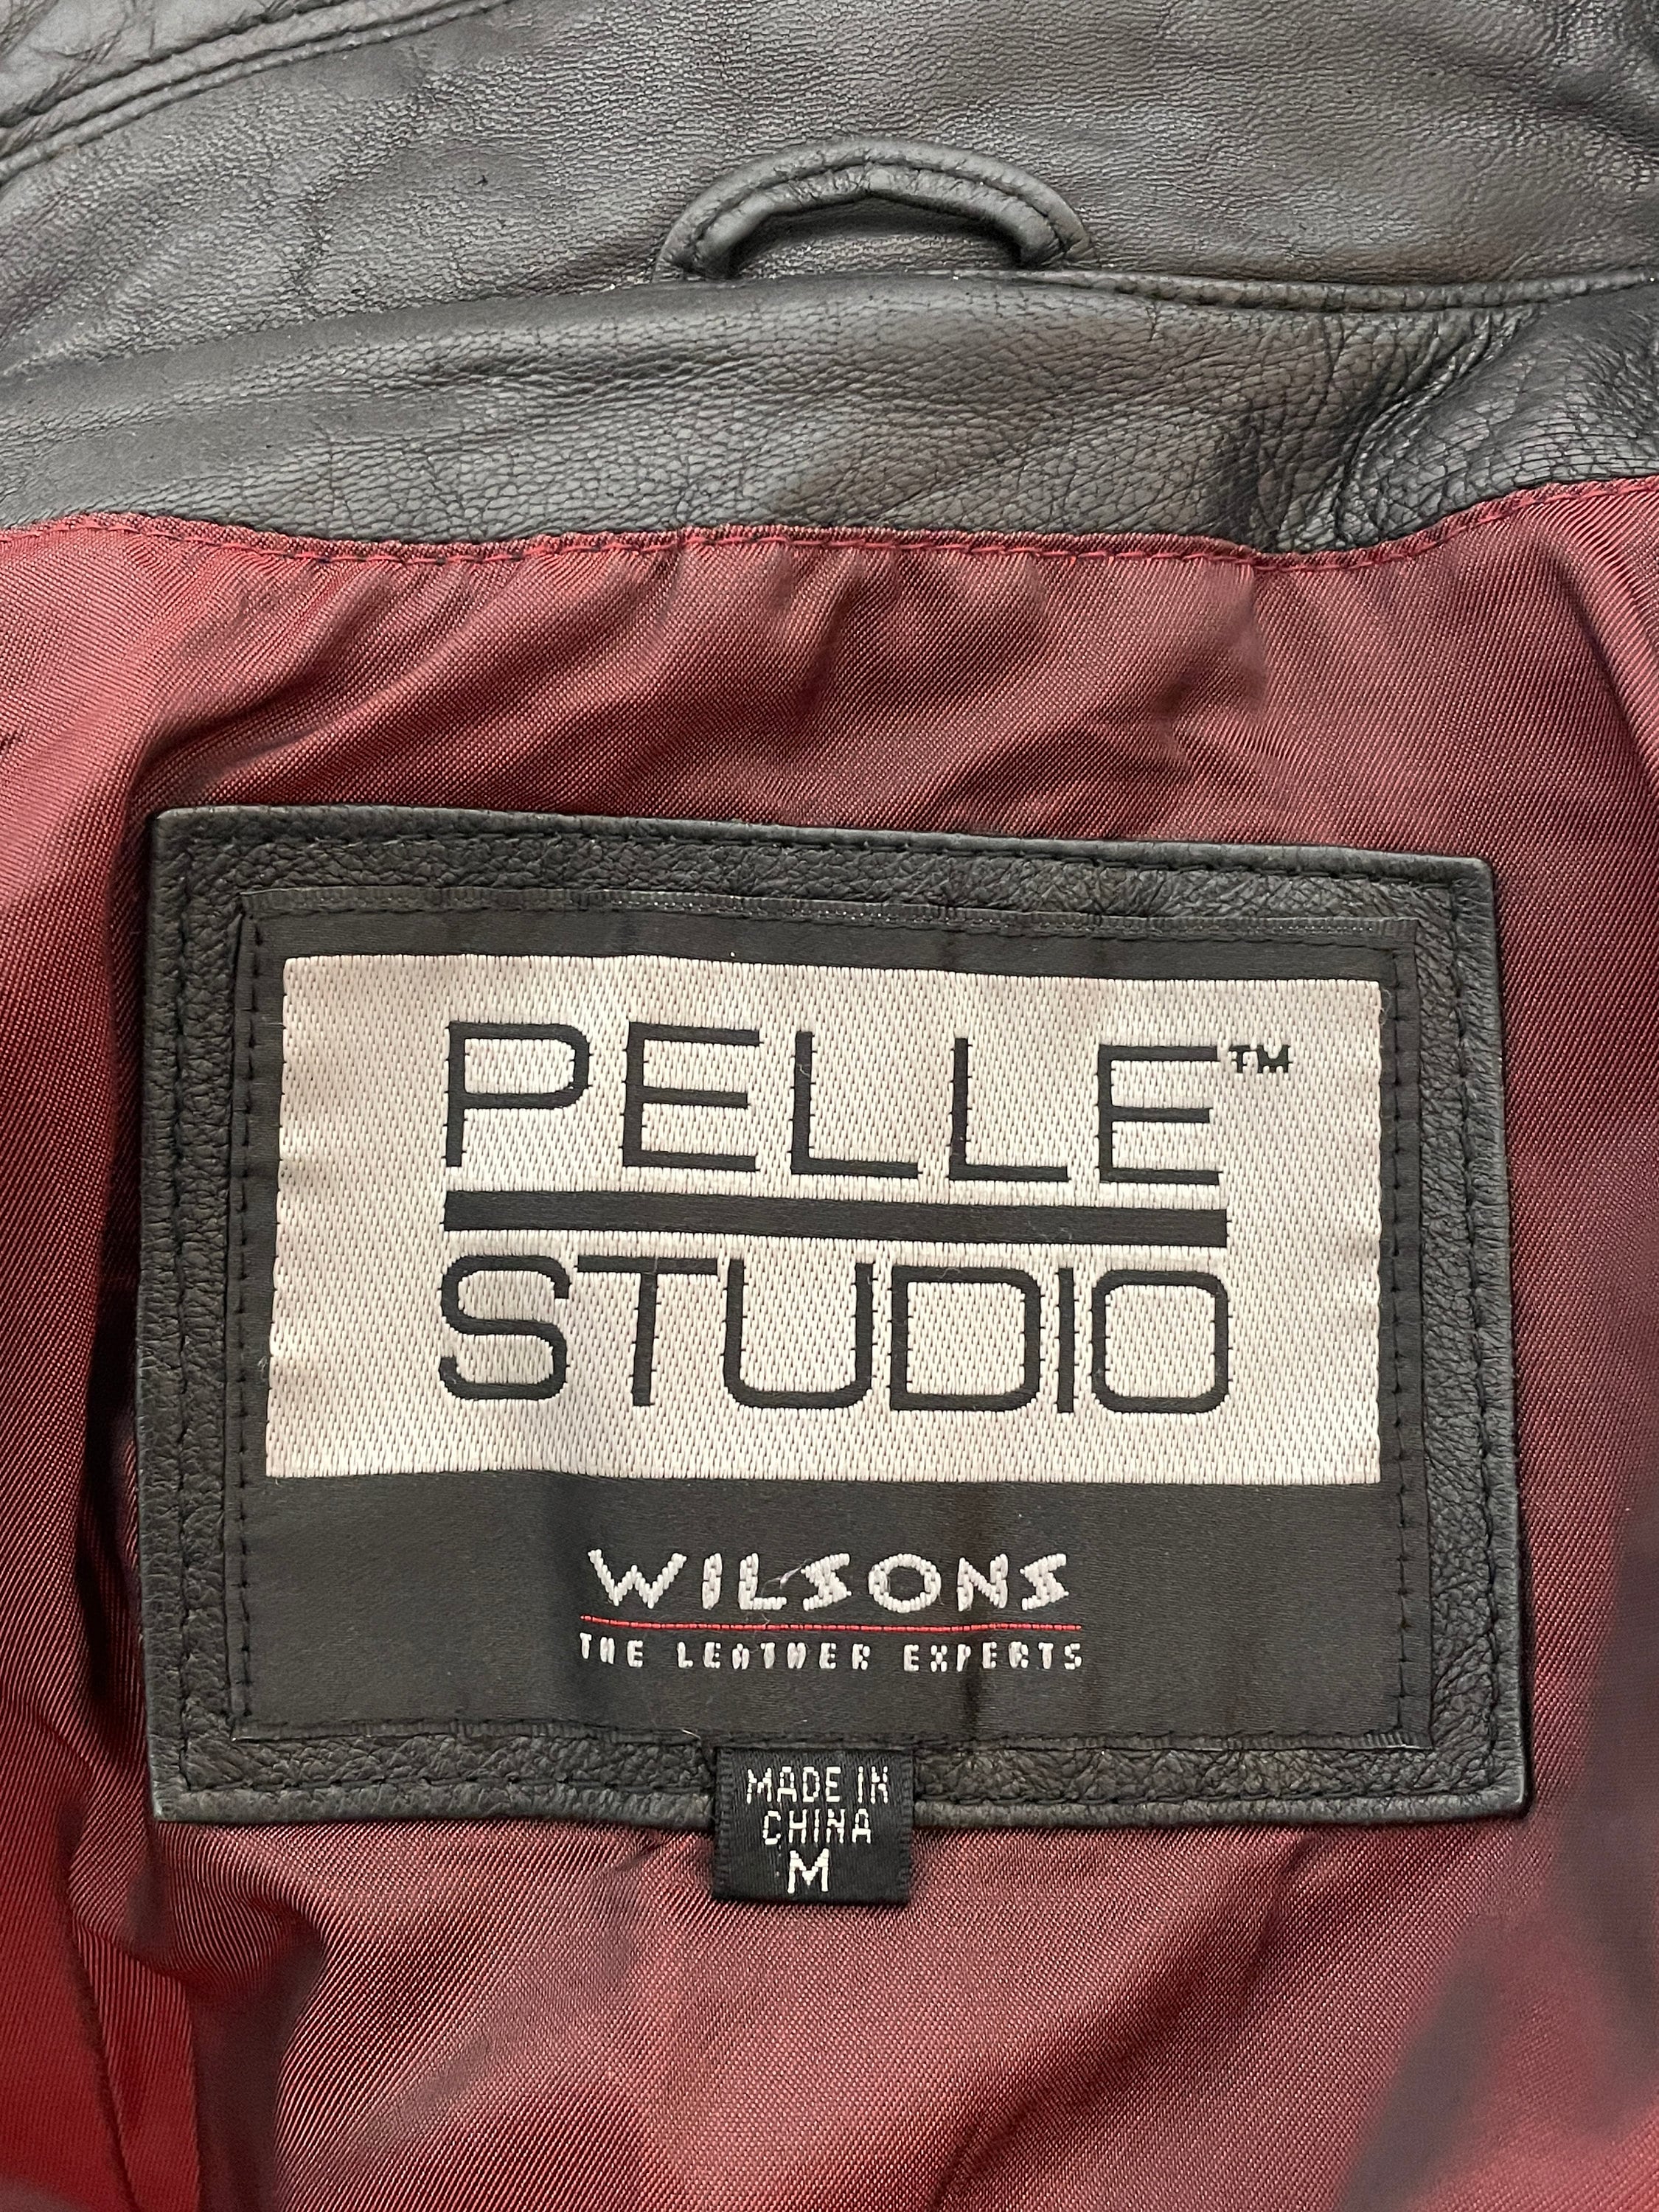 PELLE™
STUDIO
WILSONS
THE LEATHER EXPERTS
MADE IN
CHINA
M